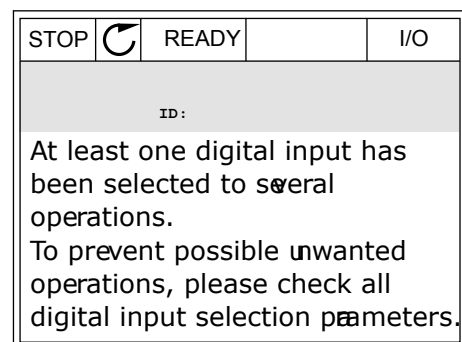 STOP READY I/O
ID:
At least one digital input has
been selected to several
operations.
To prevent possible unwanted
operations, please check all
digital input selection parameters.